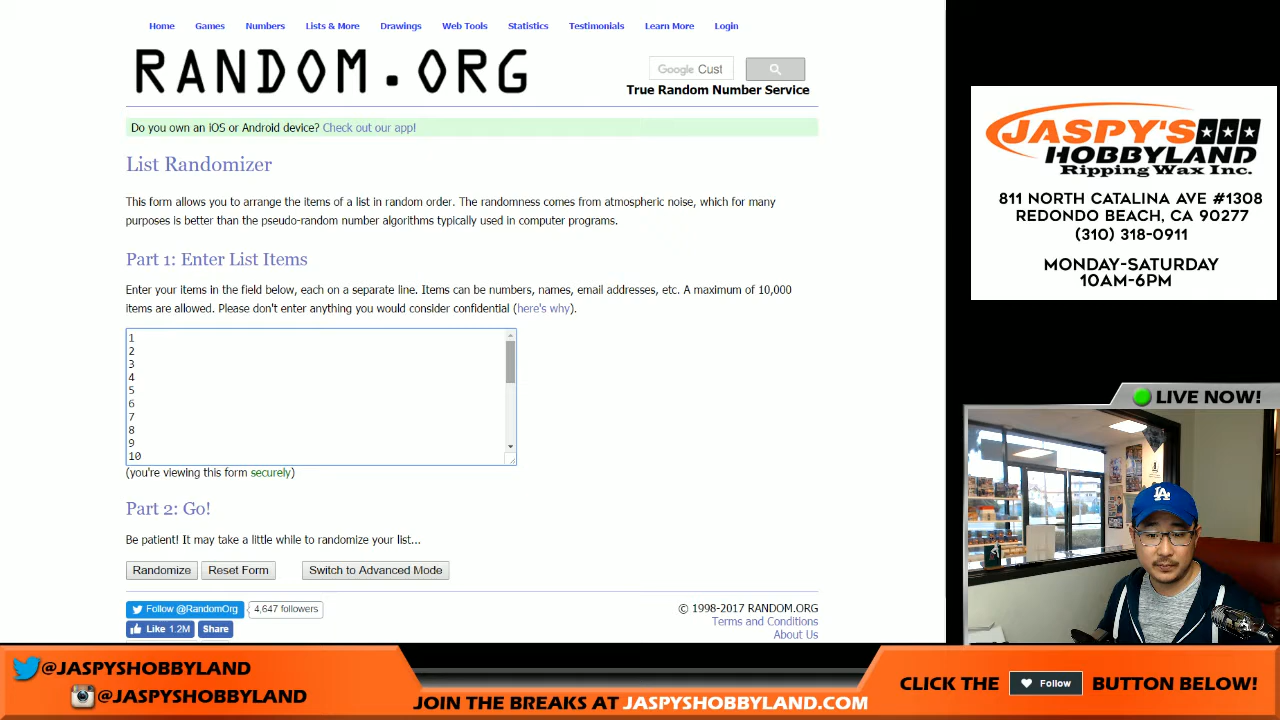 Home Games Numbers Lists & More Drawings Web Tools Statistics Testimonials Learn More Login
RANDOM.ORG
Google Cust
True Random Number Service
Do you own an iOS or Android device? Check out our app!
List Randomizer
This form allows you to arrange the items of a list in random order. The randomness comes from atmospheric noise, which for many
purposes is better than the pseudo-random number algorithms typically used in computer programs.
Part 1: Enter List Items
Enter your items in the field below, each on a separate line. Items can be numbers, names, email addresses, etc. A maximum of 10,000
items are allowed. Please don't enter anything you would consider confidential (here's why).
1
2
3
4
5
6
7
8
9
10
(you're viewing this form securely)
Part 2: Go!
Be patient! It may take a little while to randomize your list...
Randomize Reset Form Switch to Advanced Mode
Follow @RandomOrg 4,647 followers
Like 1.2M Share
© 1998-2017 RANDOM.ORG
Terms and Conditions
About Us
JASPY'S
HOBBYLAND
Ripping Wax Inc.
811 NORTH CATALINA AVE #1308
REDONDO BEACH, CA 90277
(310) 318-0911
MONDAY-SATURDAY
10AM-6PM
LIVE NOW!
LA
@JASPYSHOBBYLAND
@JASPYSHOBBYLAND
JOIN THE BREAKS AT JASPYSHOBBYLAND.COM
CLICK THE Follow BUTTON BELOW!